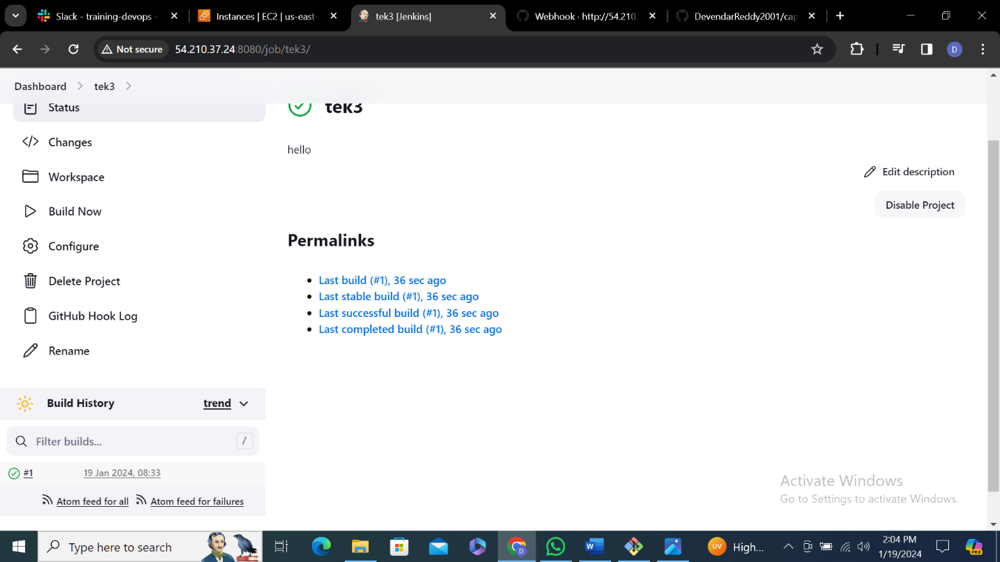 Slack - training-devops -
Instances | EC2 | us-east-
tek3 [Jenkins]
Webhook · http://54.210.
DevendarReddy2001/cap
Not secure
54.210.37.24:8080/job/tek3/
D
Dashboard
tek3
Status
tek3
Changes
hello
Workspace
Edit description
Build Now
Disable Project
Permalinks
Configure
Delete Project
Last build (#1), 36 sec ago
Last stable build (#1), 36 sec ago
Last successful build (#1), 36 sec ago
Last completed build (#1), 36 sec ago
GitHub Hook Log
Rename
Build History
trend
Filter builds...
/
#1
19 Jan 2024, 08:33
Atom feed for all
Atom feed for failures
Activate Windows
Go to Settings to activate Windows.
Type here to search
D
W
UV
High...
2:04 PM
1/19/2024
PRE